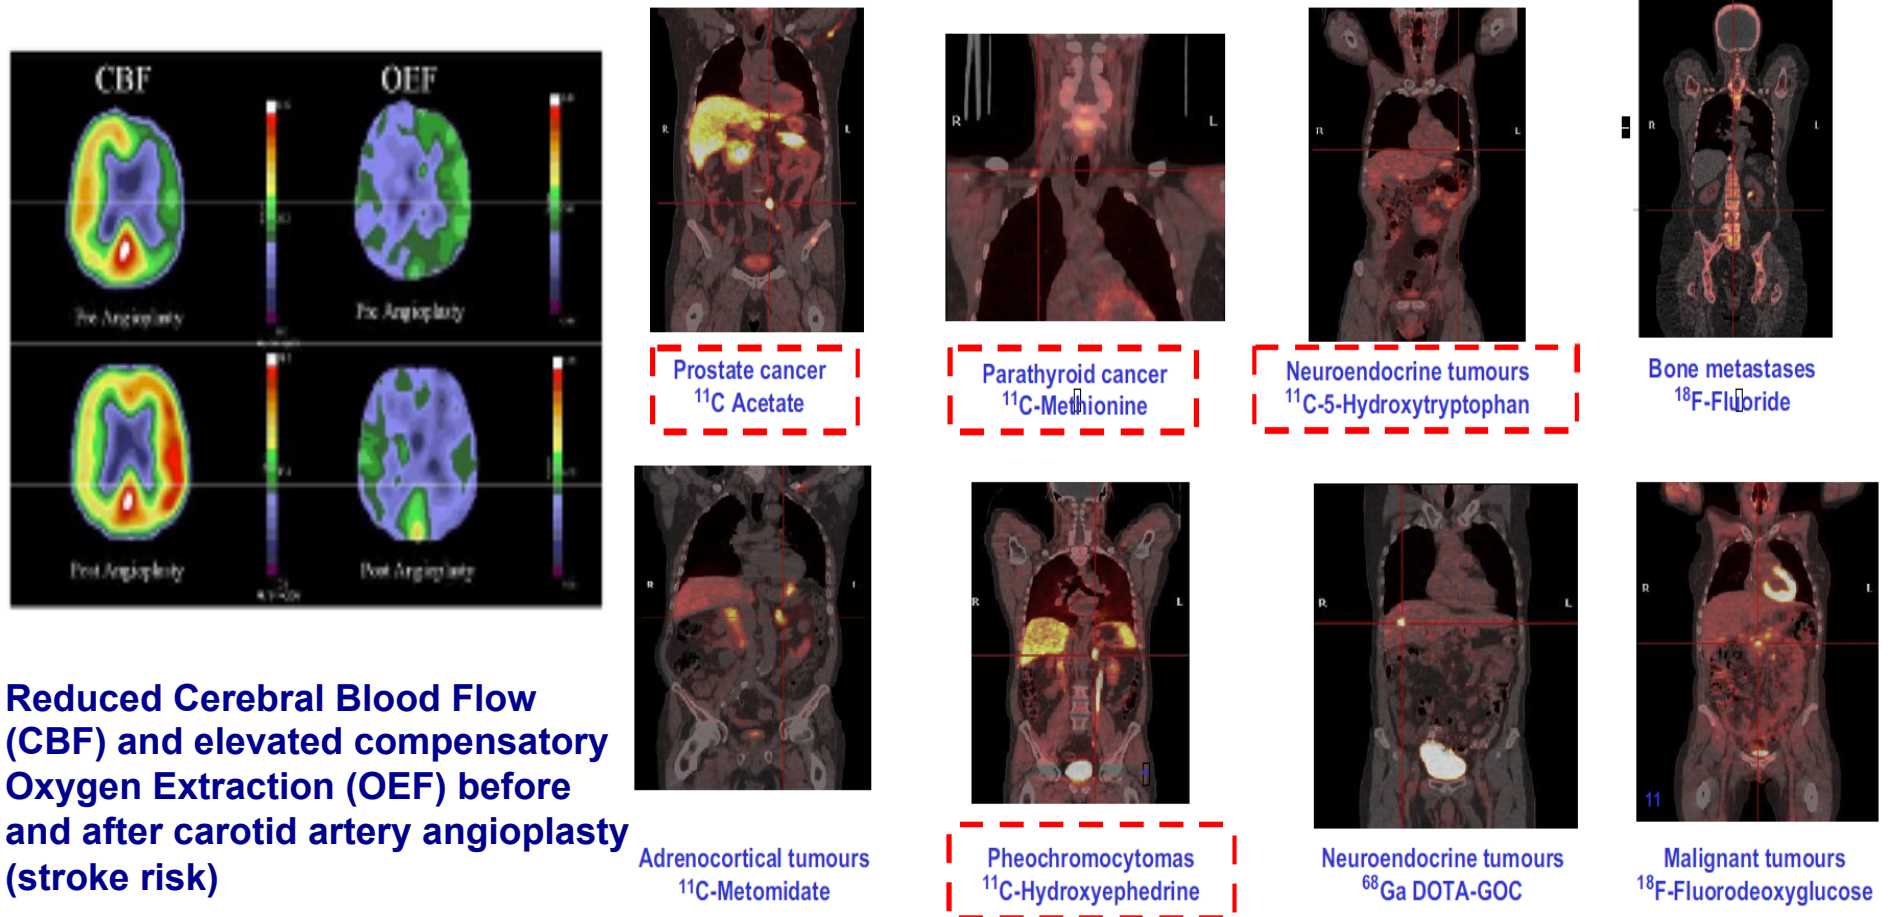 CBF
OEF
Pre Angioplasty
Pre Angioplasty
Post Angioplasty
Post Angioplasty
Reduced Cerebral Blood Flow
(CBF) and elevated compensatory
Oxygen Extraction (OEF) before
and after carotid artery angioplasty
(stroke risk)
R
L
Prostate cancer
11C Acetate
R
L
Parathyroid cancer
11C-Methionine
R
L
Neuroendocrine tumours
11C-5-Hydroxytryptophan
R
L
Bone metastases
18F-Fluoride
R
Adrenocortical tumours
11C-Metomidate
R
L
Pheochromocytomas
11C-Hydroxyephedrine
R
L
Neuroendocrine tumours
68Ga DOTA-GOC
R
L
11
Malignant tumours
18F-Fluorodeoxyglucose